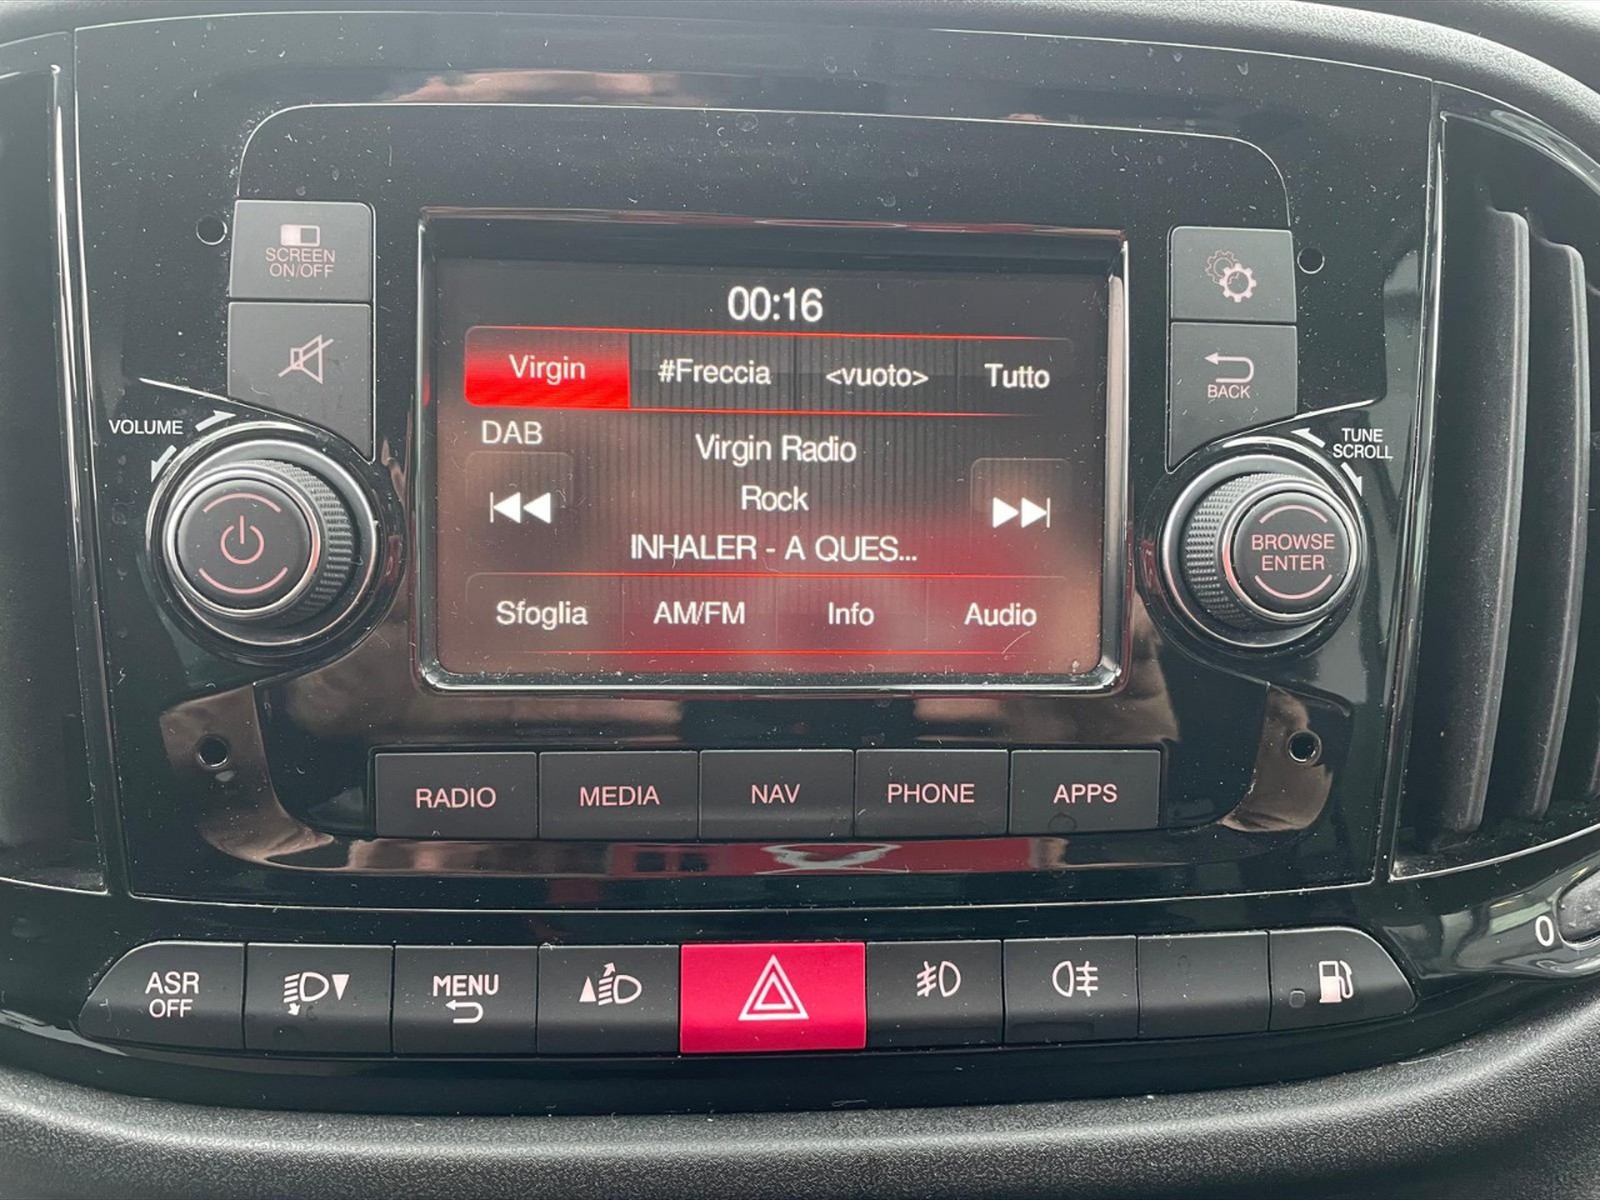 SCREEN
ON/OFF
VOLUME
00:16
Virgin #Freccia <vuoto> Tutto
DAB
Virgin Radio
Rock
INHALER - A QUES...
Sfoglia AM/FM Info Audio
BACK
TUNE
SCROLL
BROWSE
ENTER
RADIO MEDIA NAV PHONE APPS
ASR
OFF
MENU
0